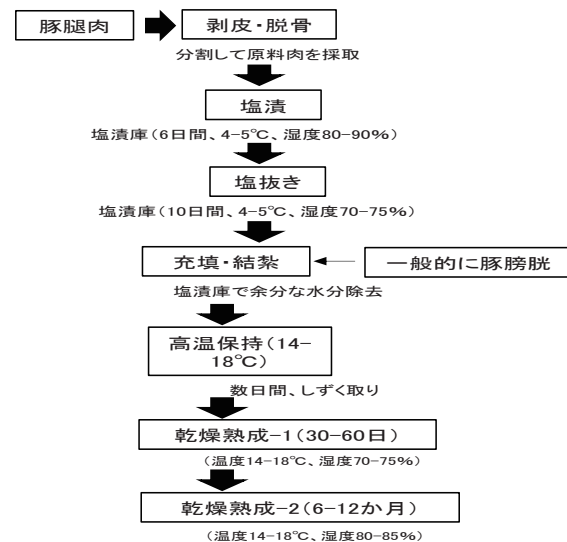 豚腿肉
剥皮・脱骨
分割して原料肉を採取
塩漬
塩漬庫(6日間、4-5℃、湿度80-90%)
塩抜き
塩漬庫(10日間、4-5℃、湿度70-75%)
充填・結紮
一般的に豚膀胱
塩漬庫で余分な水分除去
高温保持(14-
18℃)
数日間、しずく取り
乾燥熟成-1(30-60日)
(温度14-18℃、湿度70-75%)
乾燥熟成-2(6-12か月)
(温度14-18℃、湿度80-85%)